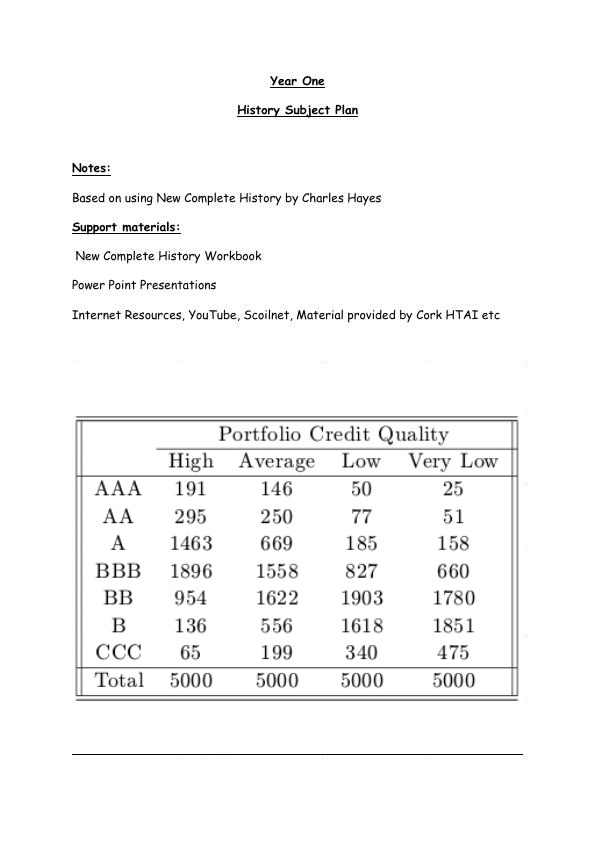 Year One
History Subject Plan
Notes:
Based on using New Complete History by Charles Hayes
Support materials:
New Complete History Workbook
Power Point Presentations
Internet Resources, YouTube, Scoilnet, Material provided by Cork HTAI etc
Portfolio Credit Quality
High Average Low Very Low
AAA 191 146 50 25
AA 295 250 77 51
A 1463 669 185 158
BBB 1896 1558 827 660
BB 954 1622 1903 1780
B 136 556 1618 1851
CCC 65 199 340 475
Total 5000 5000 5000 5000